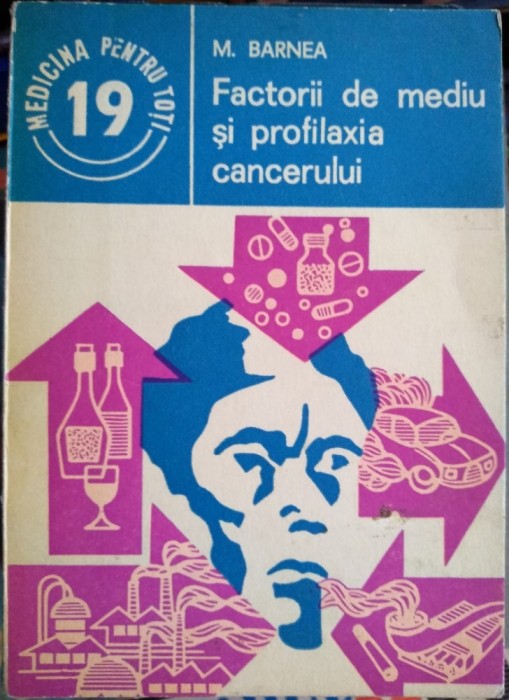 MEDICINA PENTRU TOȚI
19
M. BARNEA
Factorii de mediu
și profilaxia
cancerului